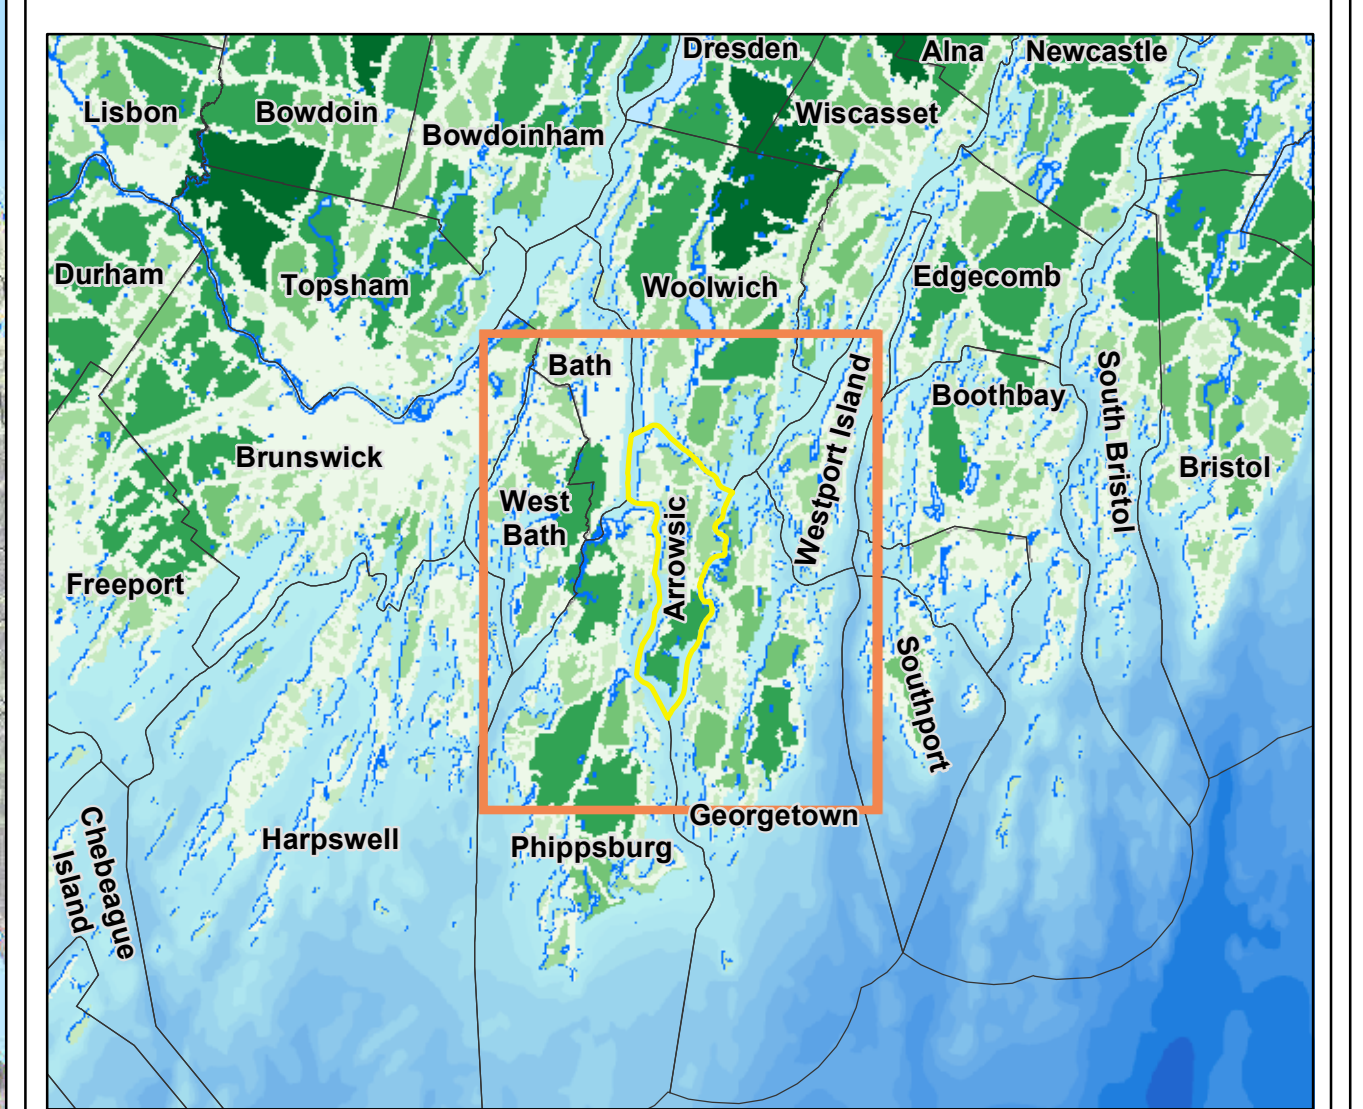 Dresden
Alna
Newcastle
Lisbon
Bowdoin
Wiscasset
Bowdoinham
Durham
Topsham
Woolwich
Edgecomb
Bath
Boothbay
South Bristol
Westport Island
Brunswick
Bristol
West
Bath
Arrowsic
Freeport
Southport
Georgetown
Harpswell
Phippsburg
Chebeague
Island